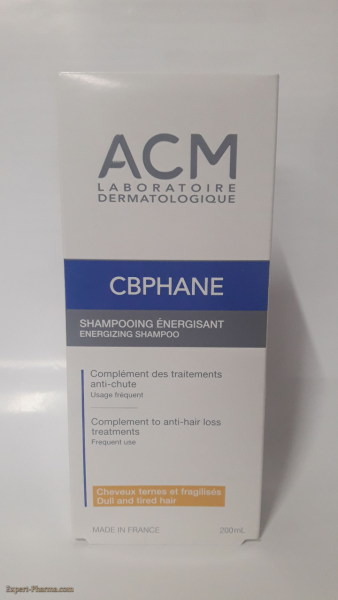 ACM
LABORATOIRE
DERMATOLOGIQUE
CBPHANE
SHAMPOOING ÉNERGISANT
ENERGIZING SHAMPOO
Complément des traitements
anti-chute
Usage fréquent
Complement to anti-hair loss
treatments
Frequent use
Cheveux ternes et fragilisés
Dull and tired hair
MADE IN FRANCE 200mL
Expert-Pharma.com